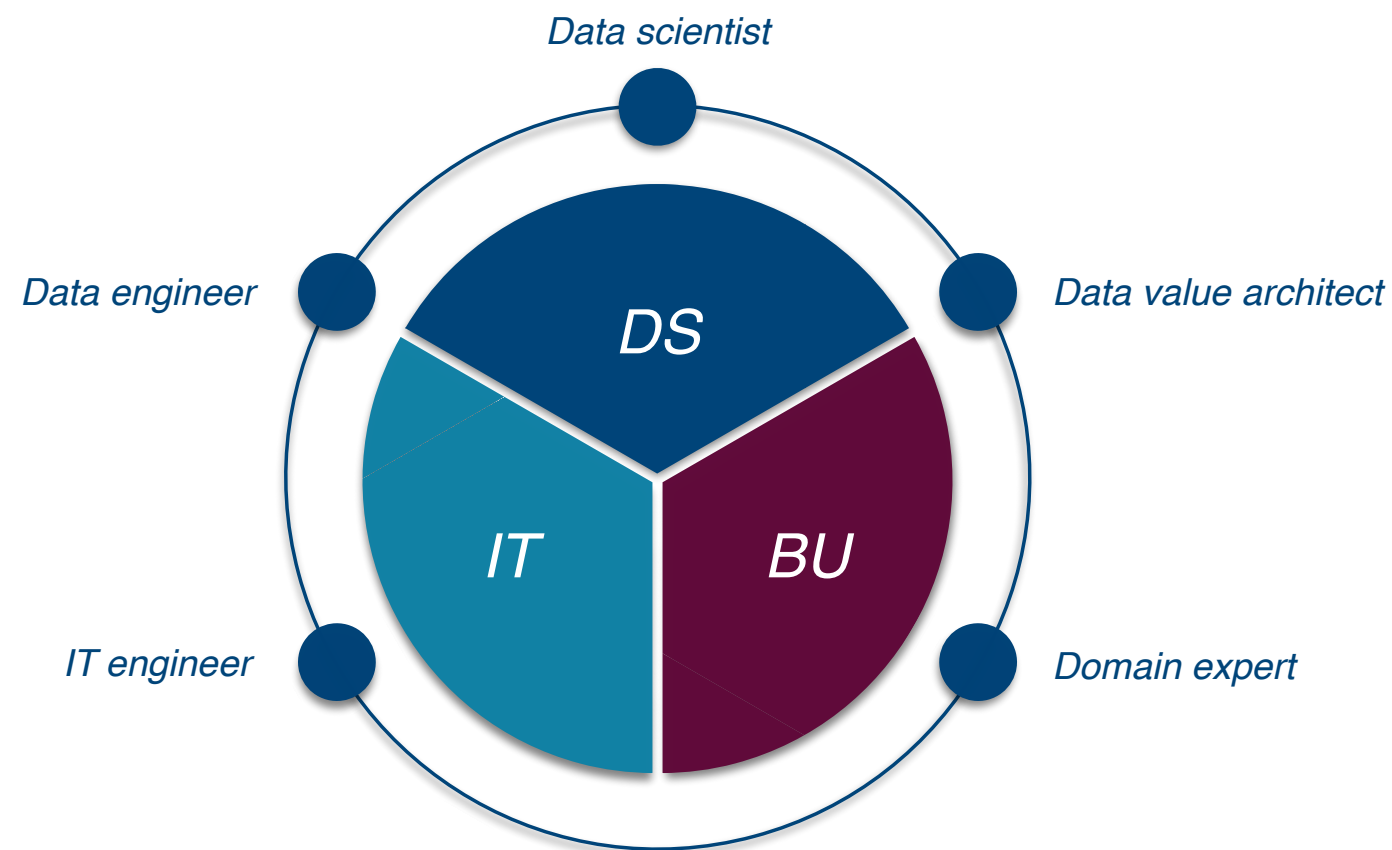 Data scientist
Data engineer
Data value architect
DS
IT
BU
IT engineer
Domain expert